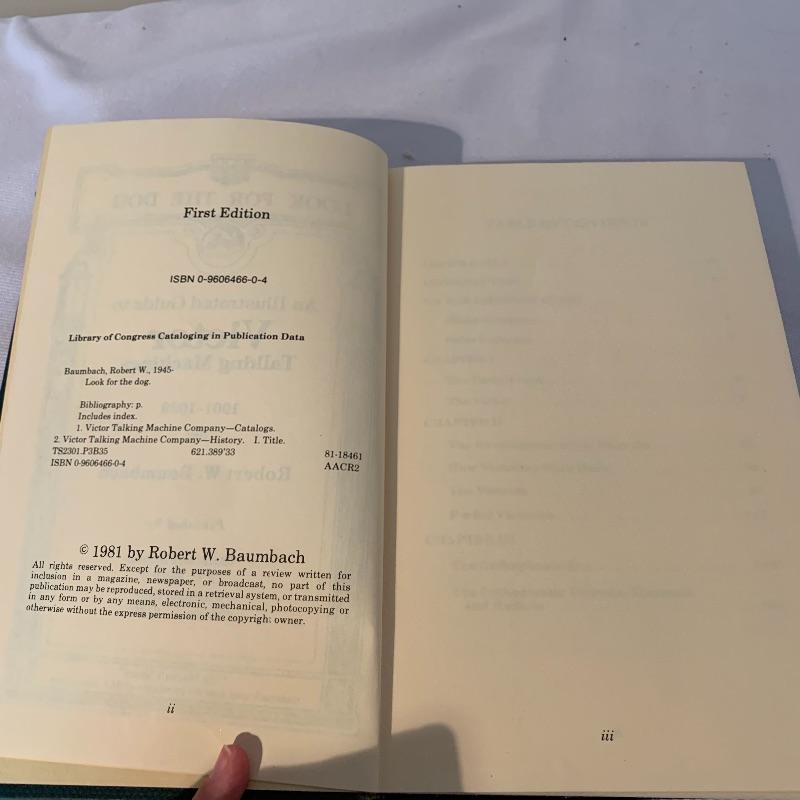 First Edition
ISBN 0-9606466-0-4
Library of Congress Cataloging in Publication Data
Baumbach, Robert W., 1945-
Look for the dog.
Bibliography: p.
Includes index.
1. Victor Talking Machine Company—Catalogs.
2. Victor Talking Machine Company—History. I. Title.
TS2301.P3B35 621.389'33 81-18461
ISBN 0-9606466-0-4 AACR2
© 1981 by Robert W. Baumbach
All rights reserved. Except for the purposes of a review written for
inclusion in a magazine, newspaper, or broadcast, no part of this
publication may be reproduced, stored in a retrieval system, or transmitted
in any form or by any means, electronic, mechanical, photocopying or
otherwise without the express permission of the copyright owner.
ii
iii